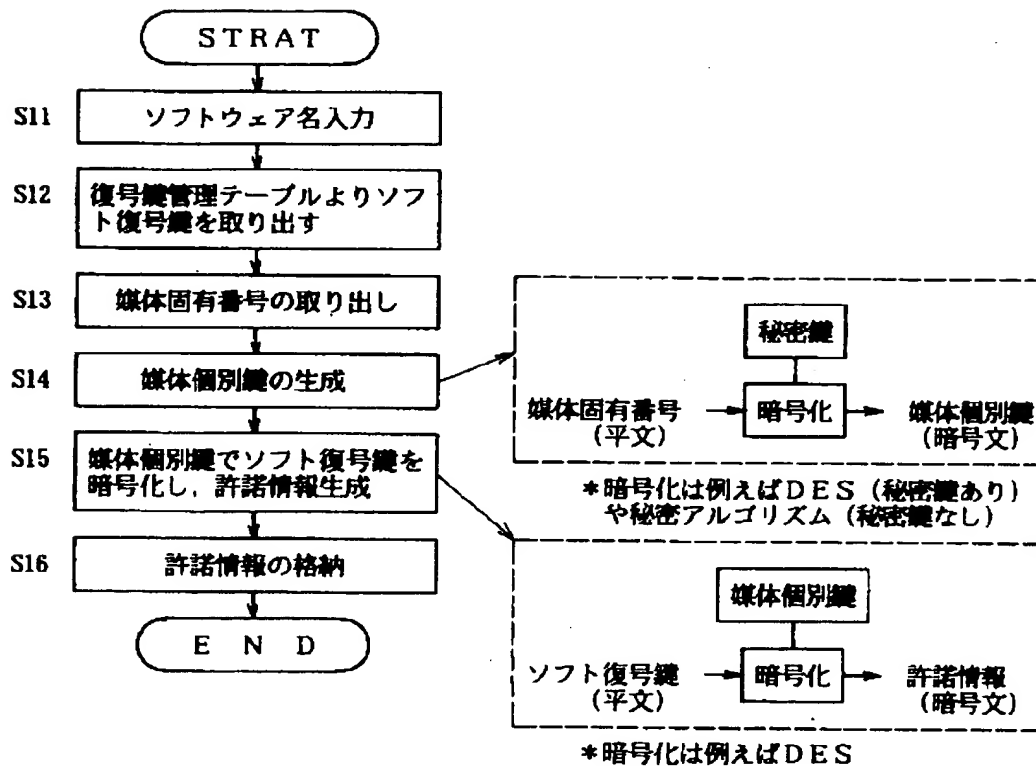 STRAT
S11 ソフトウェア名入力
S12 復号鍵管理テーブルよりソフ
ト復号鍵を取り出す
S13 媒体固有番号の取り出し
S14 媒体個別鍵の生成
S15 媒体個別鍵でソフト復号鍵を
暗号化し，許諾情報生成
S16 許諾情報の格納
END
秘密鍵
媒体固有番号 暗号化 媒体個別鍵
(平文) (暗号文)
*暗号化は例えばDES (秘密鍵あり)
や秘密アルゴリズム (秘密鍵なし)
媒体個別鍵
ソフト復号鍵 暗号化 許諾情報
(平文) (暗号文)
*暗号化は例えばDES